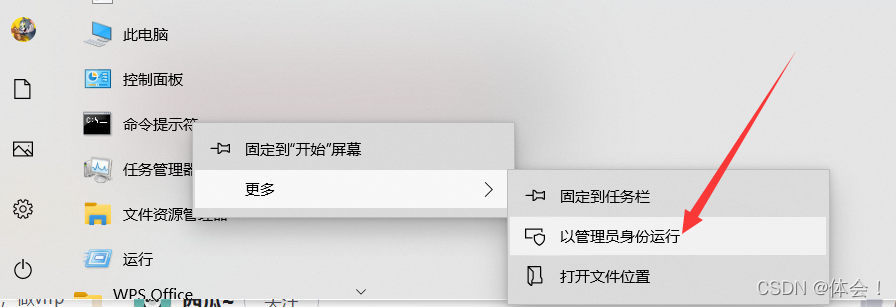 此电脑
控制面板
命令提示符
固定到“开始”屏幕
任务管理器
更多
固定到任务栏
文件资源管理器
以管理员身份运行
运行
打开文件位置
WPS Office
CSDN @体会！